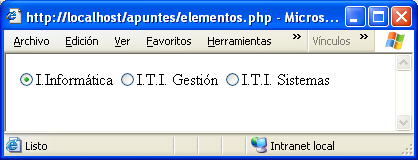 http://localhost/apuntes/elementos.php - Micros...
Archivo Edición Ver Favoritos Herramientas » Vínculos »
I.Informática I.T.I. Gestión I.T.I. Sistemas
Listo Intranet local